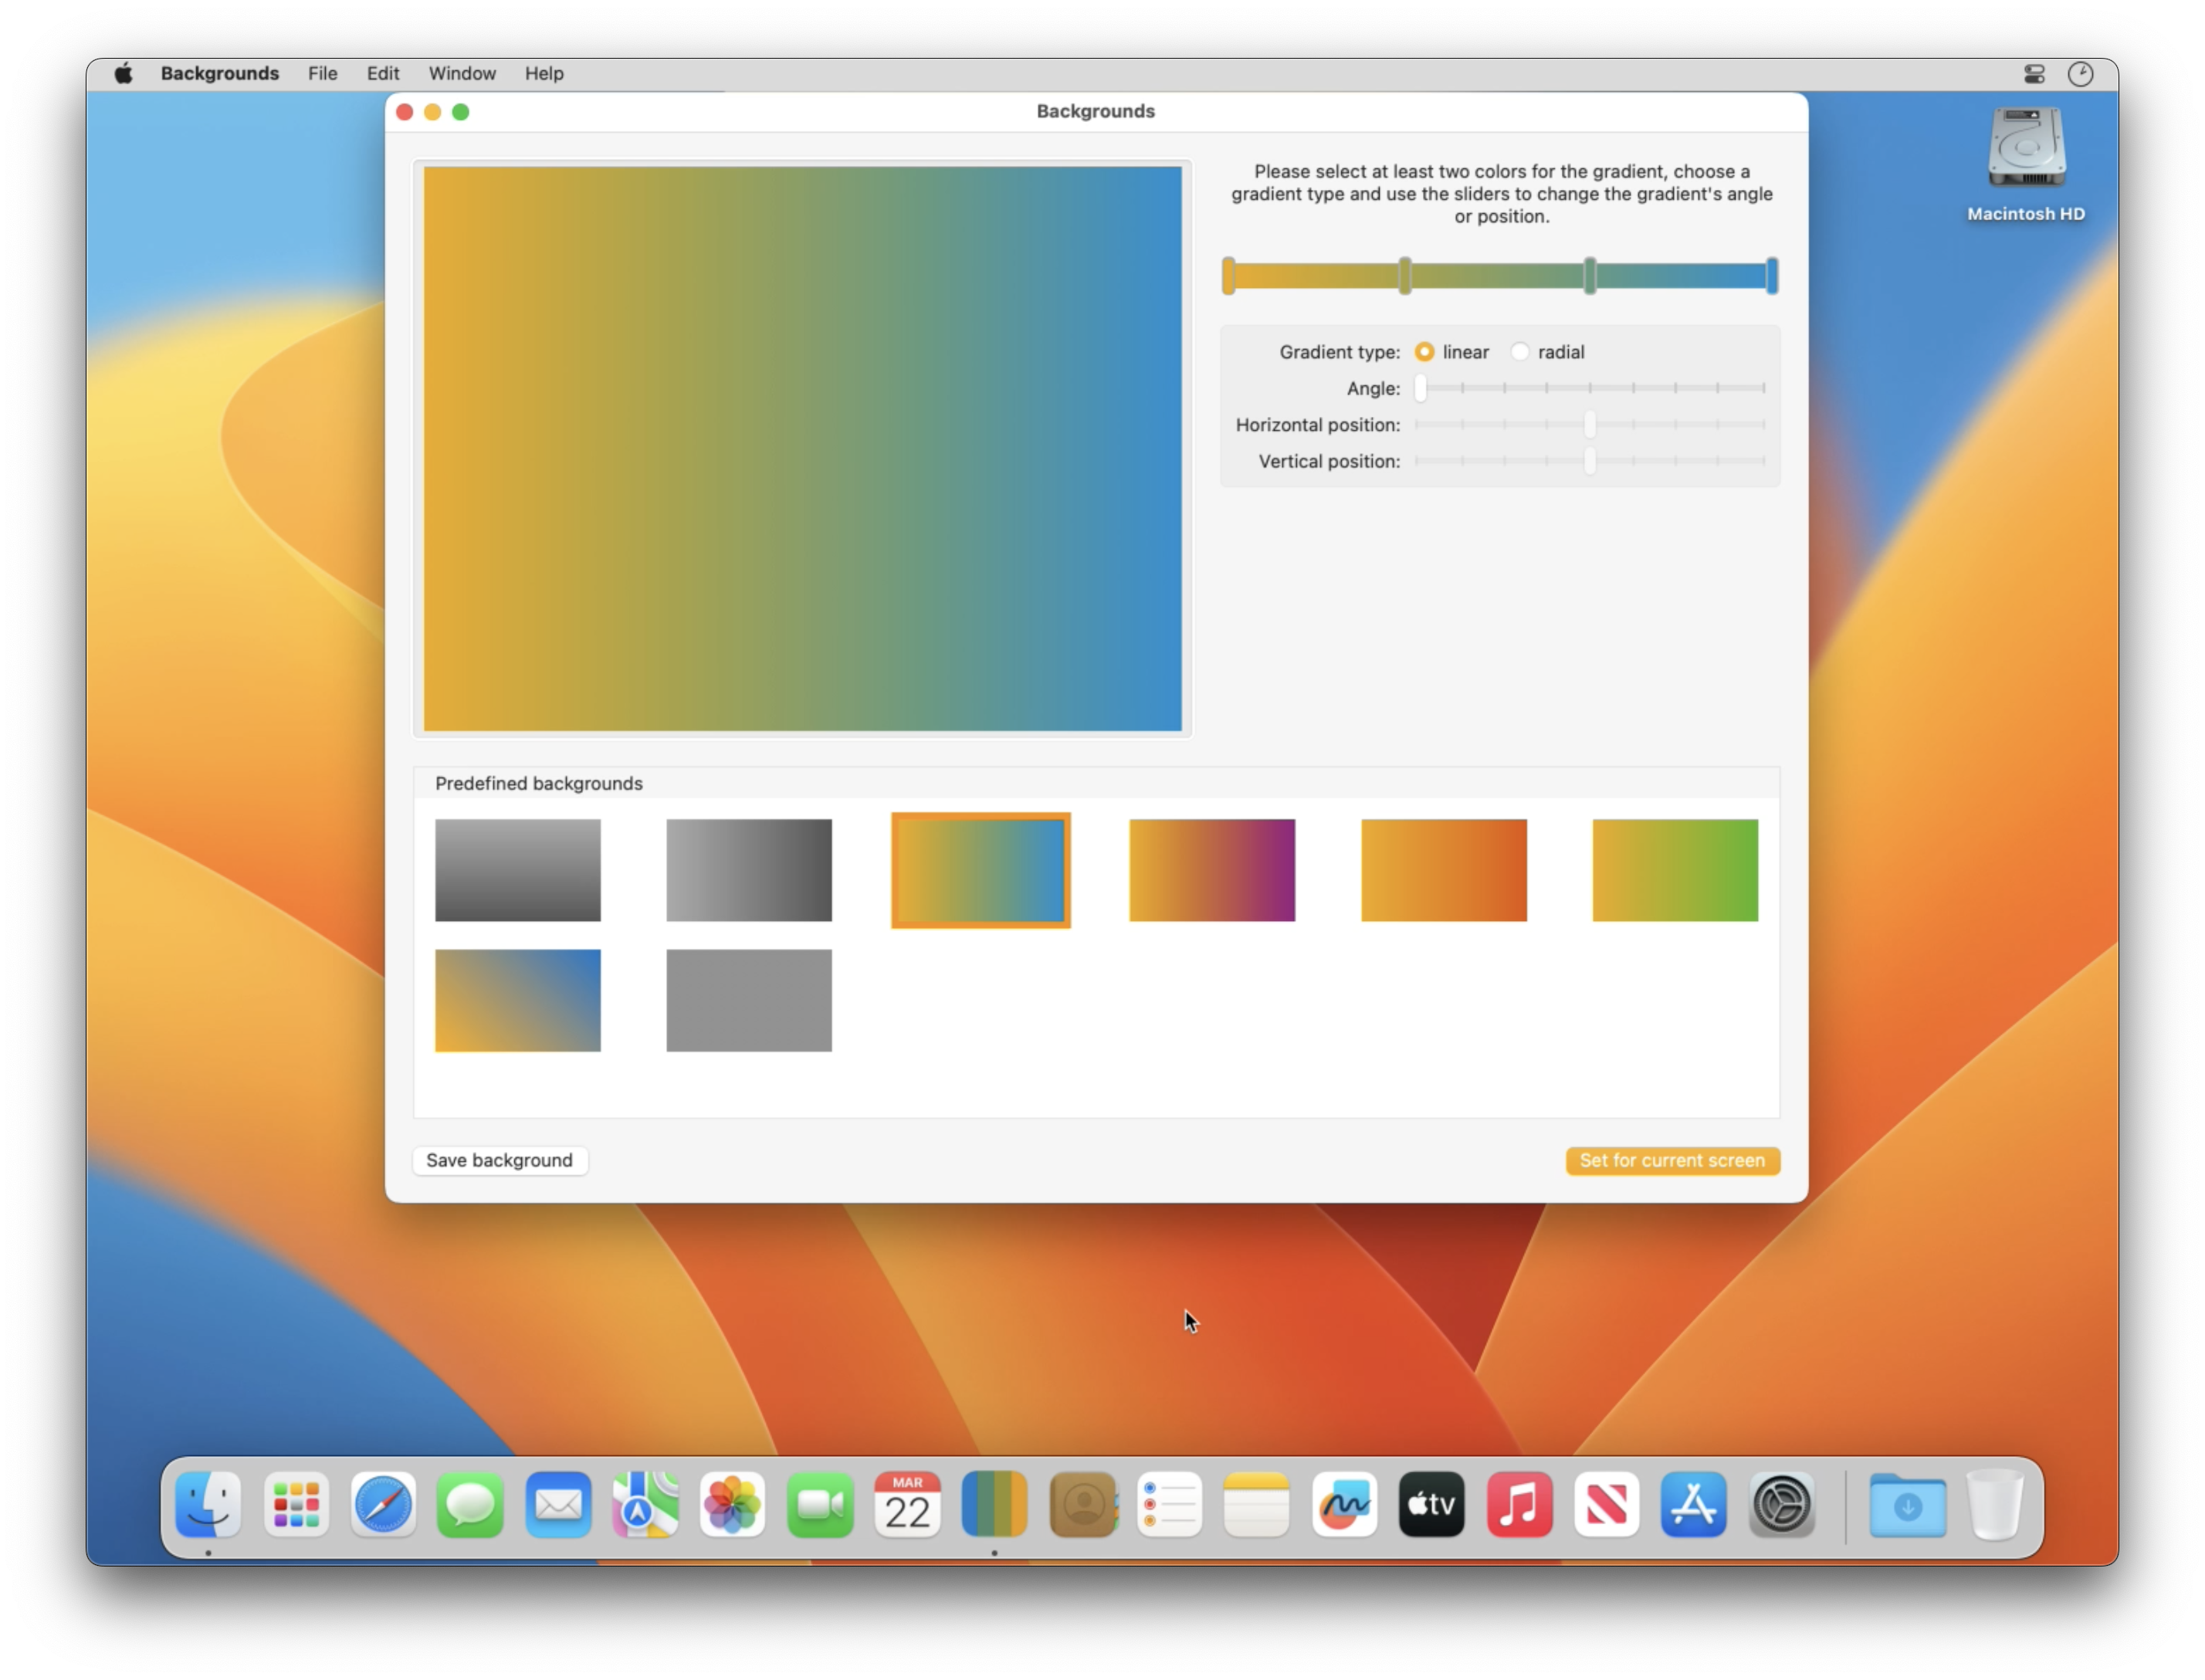 Backgrounds File Edit Window Help
Backgrounds
Macintosh HD
Please select at least two colors for the gradient, choose a
gradient type and use the sliders to change the gradient's angle
or position.
Gradient type: linear radial
Angle:
Horizontal position:
Vertical position:
Predefined backgrounds
Save background
Set for current screen
MAR
22
tv